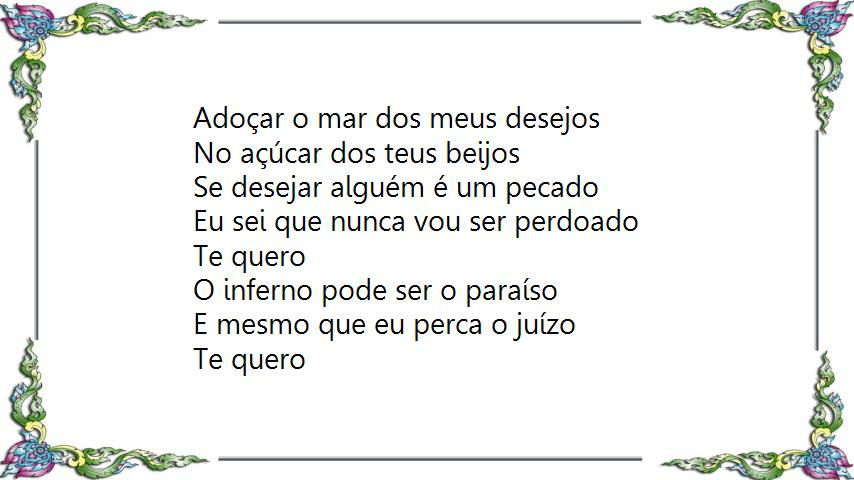 Adoçar o mar dos meus desejos
No açúcar dos teus beijos
Se desejar alguém é um pecado
Eu sei que nunca vou ser perdoado
Te quero
O inferno pode ser o paraíso
E mesmo que eu perca o juízo
Te quero